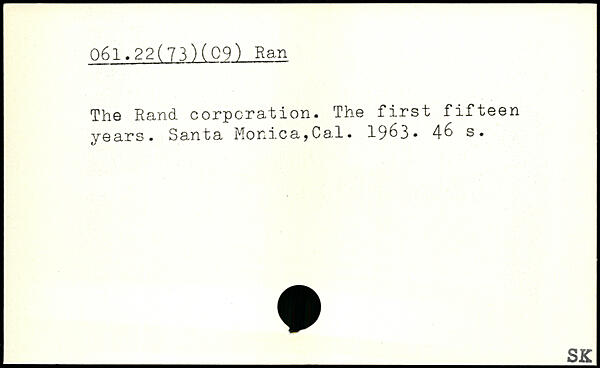 061.22(73)(09) Ran
The Rand corporation. The first fifteen
years. Santa Monica,Cal. 1963. 46 s.
SK